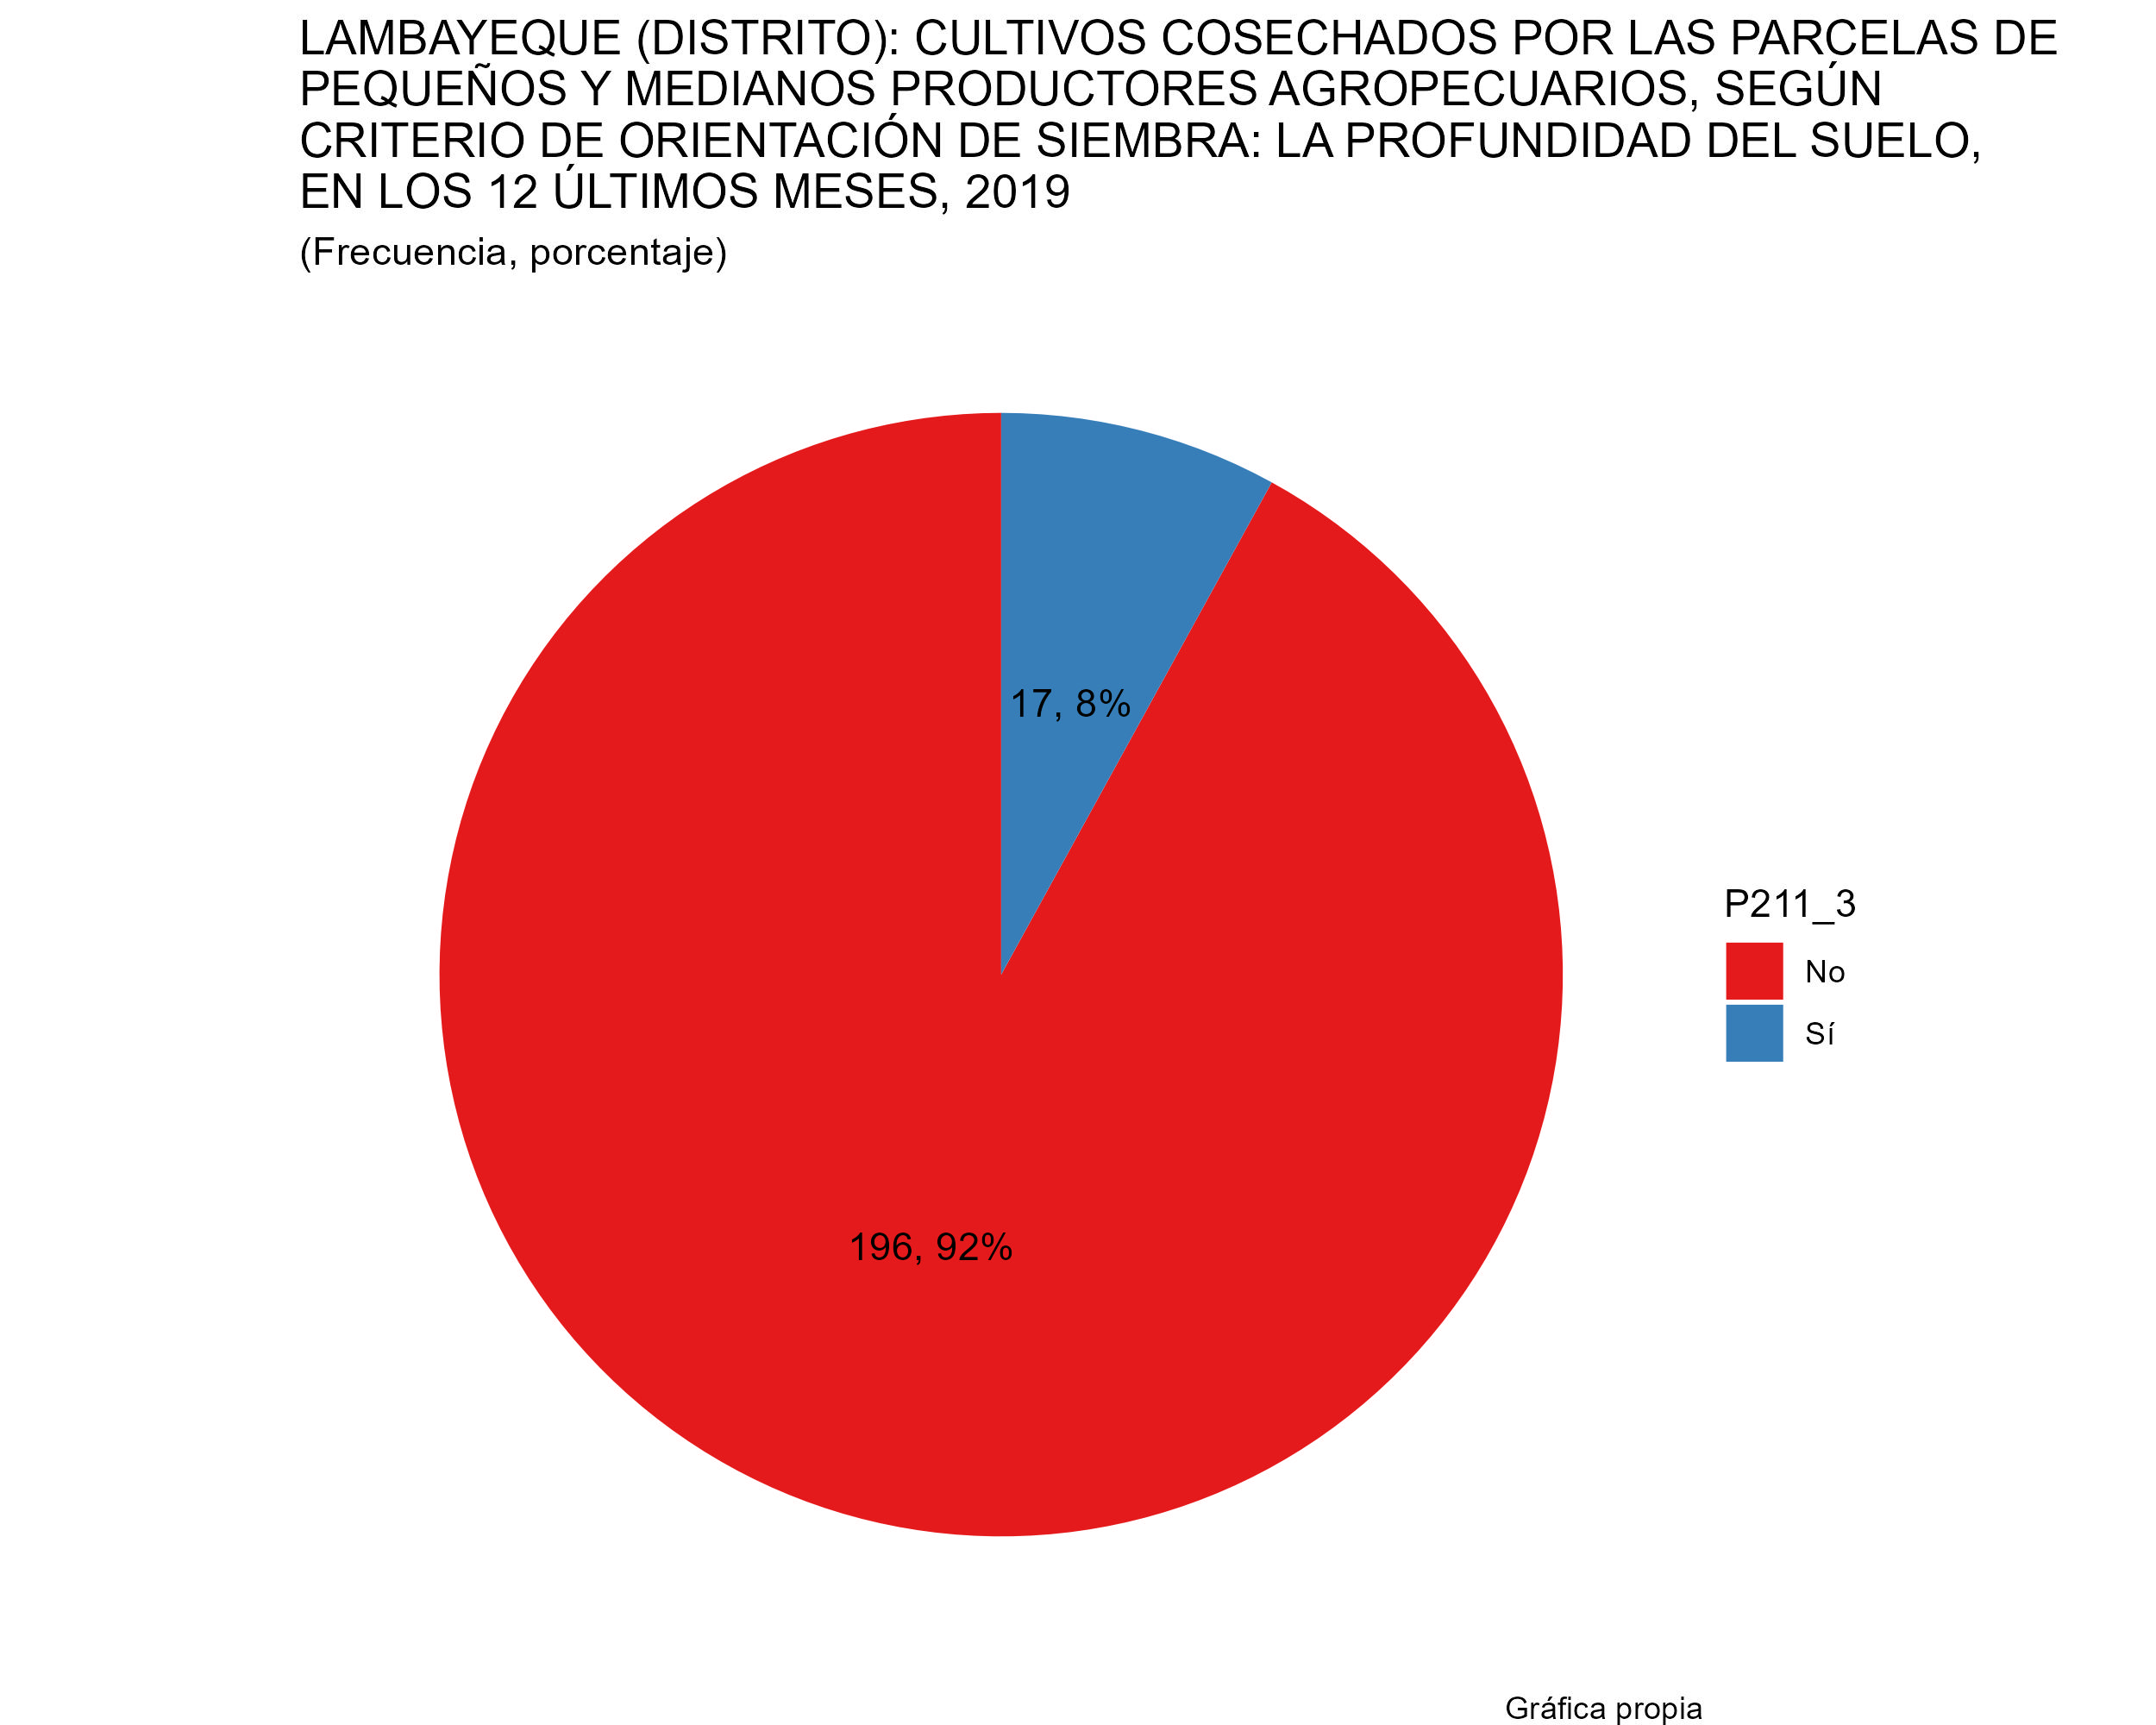 LAMBAYEQUE (DISTRITO): CULTIVOS COSECHADOS POR LAS PARCELAS DE
PEQUEÑOS Y MEDIANOS PRODUCTORES AGROPECUARIOS, SEGÚN
CRITERIO DE ORIENTACIÓN DE SIEMBRA: LA PROFUNDIDAD DEL SUELO,
EN LOS 12 ÚLTIMOS MESES, 2019
(Frecuencia, porcentaje)
17, 8%
196, 92%
P211_3
No
Sí
Gráfica propia